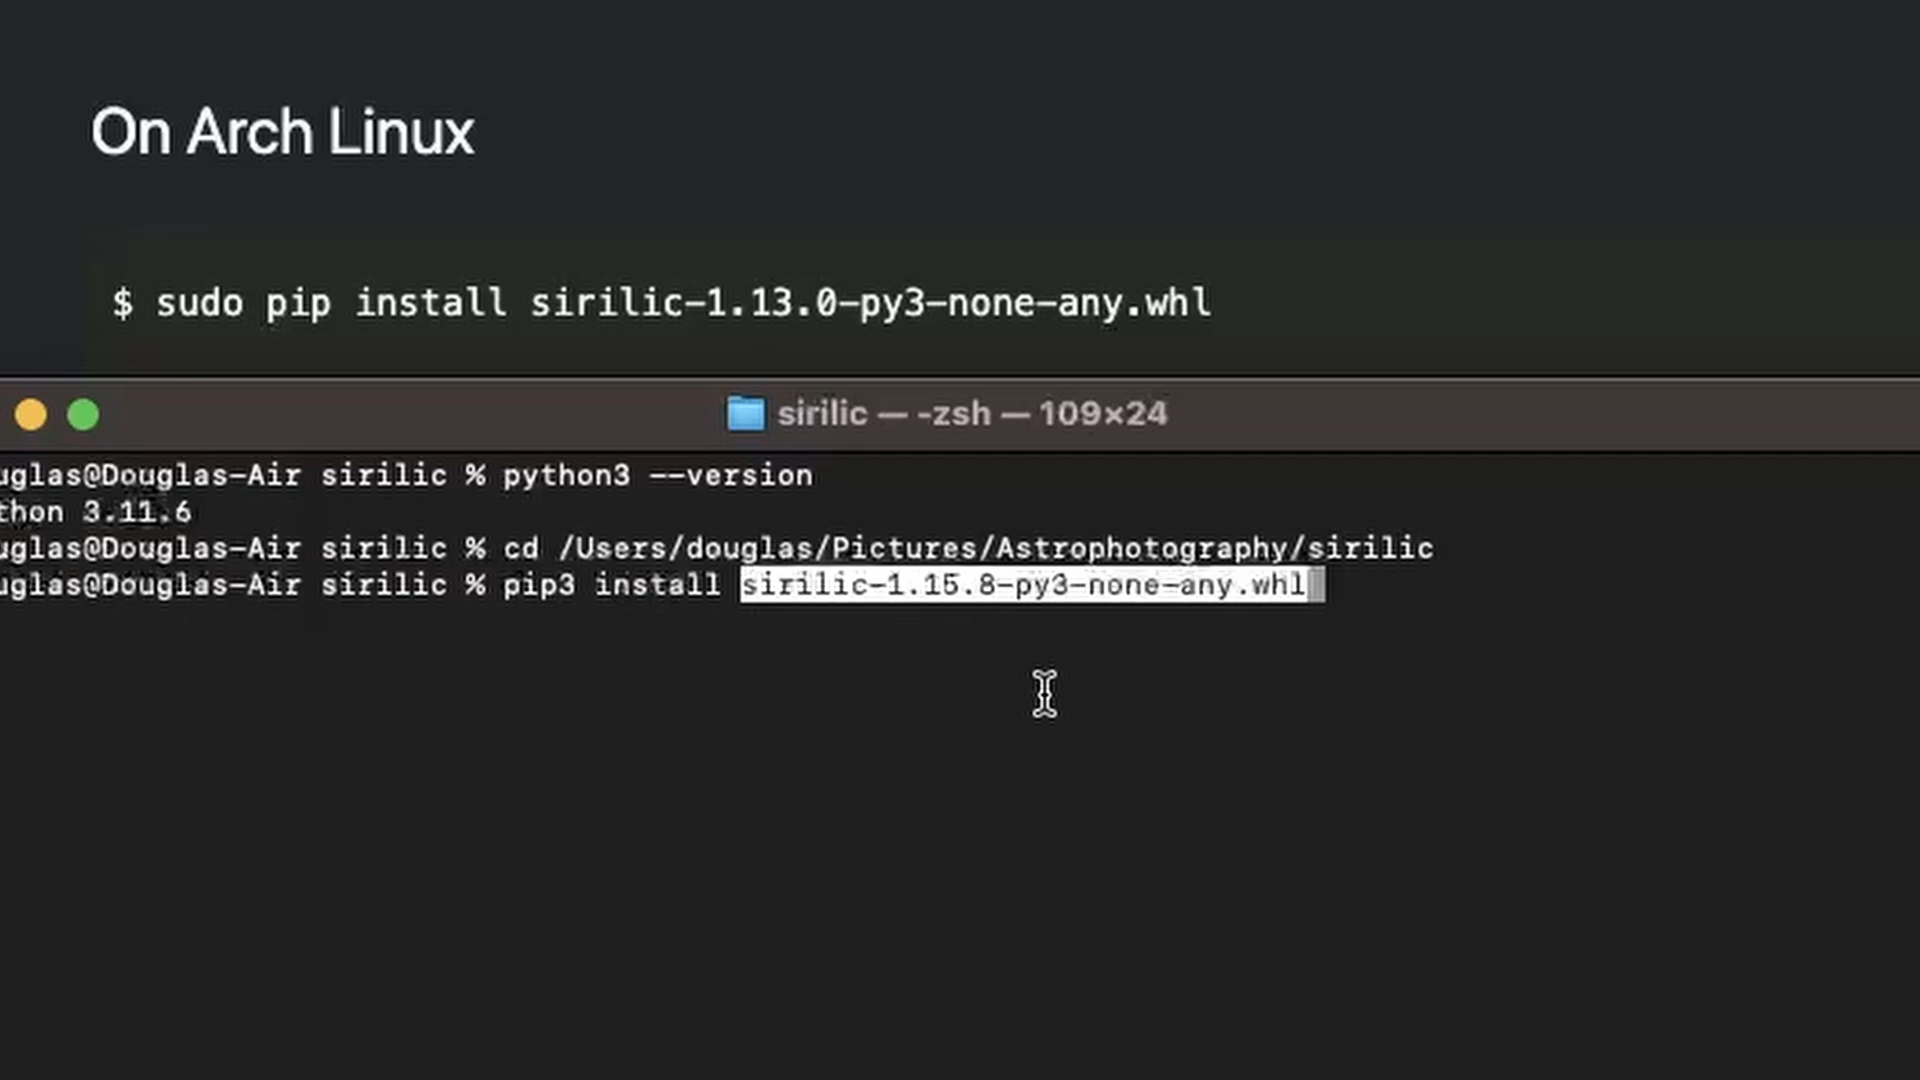 On Arch Linux
$ sudo pip install sirilic-1.13.0-py3-none-any.whl
sirilic — -zsh — 109×24
uglas@Douglas-Air sirilic % python3 --version
thon 3.11.6
uglas@Douglas-Air sirilic % cd /Users/douglas/Pictures/Astrophotography/sirilic
uglas@Douglas-Air sirilic % pip3 install sirilic-1.15.8-py3-none-any.whl